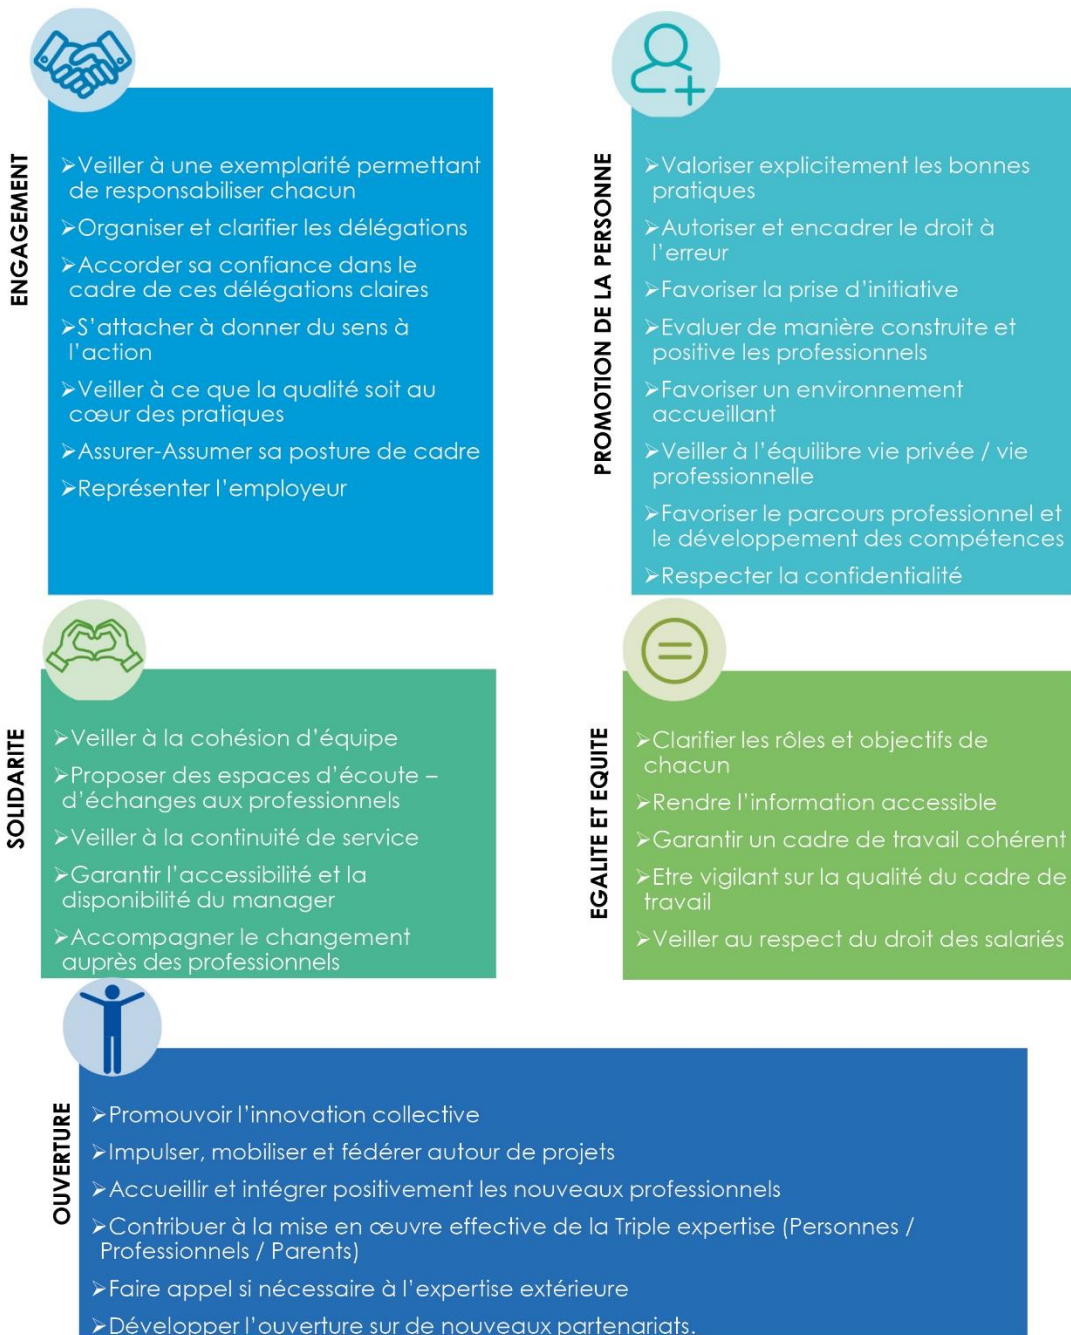 ENGAGEMENT
➢Veiller à une exemplarité permettant
de responsabiliser chacun
➢Organiser et clarifier les délégations
➢Accorder sa confiance dans le
cadre de ces délégations claires
➢S’attacher à donner du sens à
l’action
➢Veiller à ce que la qualité soit au
cœur des pratiques
➢Assurer-Assumer sa posture de cadre
➢Représenter l’employeur
PROMOTION DE LA PERSONNE
➢Valoriser explicitement les bonnes
pratiques
➢Autoriser et encadrer le droit à
l’erreur
➢Favoriser la prise d’initiative
➢Evaluer de manière construite et
positive les professionnels
➢Favoriser un environnement
accueillant
➢Veiller à l’équilibre vie privée / vie
professionnelle
➢Favoriser le parcours professionnel et
le développement des compétences
➢Respecter la confidentialité
SOLIDARITE
➢Veiller à la cohésion d’équipe
➢Proposer des espaces d’écoute –
d’échanges aux professionnels
➢Veiller à la continuité de service
➢Garantir l’accessibilité et la
disponibilité du manager
➢Accompagner le changement
auprès des professionnels
EGALITE ET EQUITE
➢Clarifier les rôles et objectifs de
chacun
➢Rendre l’information accessible
➢Garantir un cadre de travail cohérent
➢Etre vigilant sur la qualité du cadre de
travail
➢Veiller au respect du droit des salariés
OUVERTURE
➢Promouvoir l’innovation collective
➢Impulser, mobiliser et fédérer autour de projets
➢Accueillir et intégrer positivement les nouveaux professionnels
➢Contribuer à la mise en œuvre effective de la Triple expertise (Personnes /
Professionnels / Parents)
➢Faire appel si nécessaire à l’expertise extérieure
➢Développer l’ouverture sur de nouveaux partenariats.